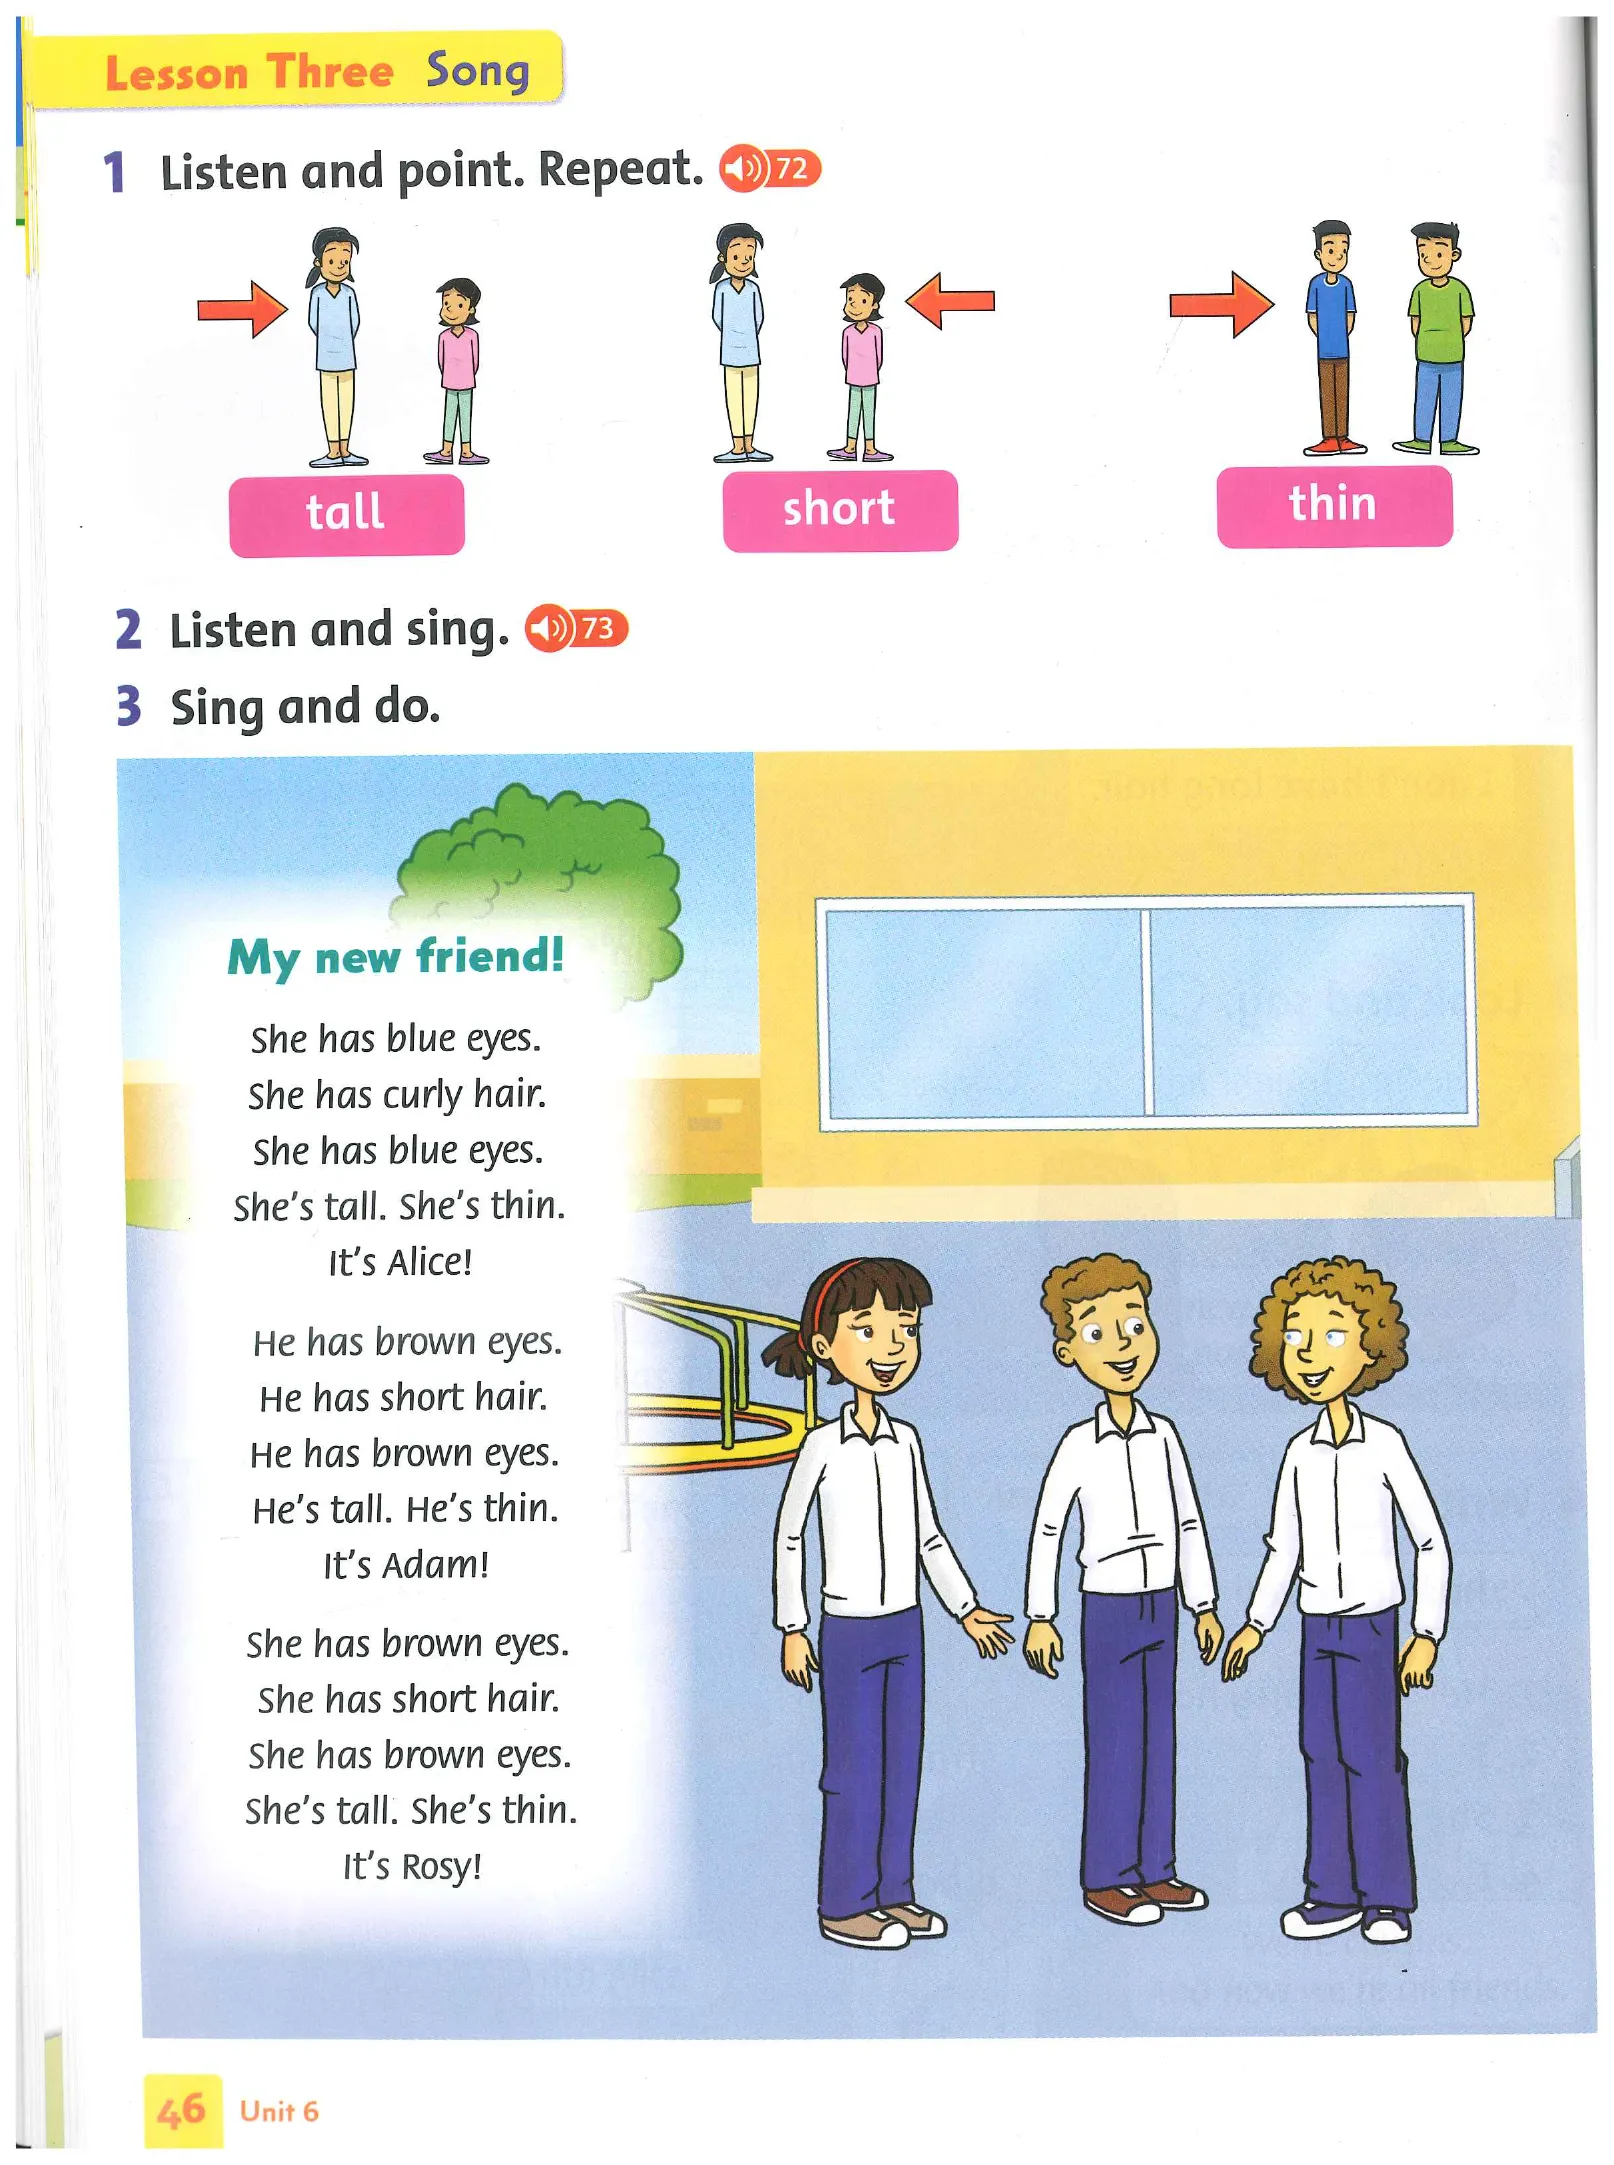 Lesson Three Song
1 Listen and point. Repeat. 72
tall
short
thin
2 Listen and sing. 73
3 Sing and do.
My new friend!
She has blue eyes.
She has curly hair.
She has blue eyes.
She's tall. She's thin.
It's Alice!
He has brown eyes.
He has short hair.
He has brown eyes.
He's tall. He's thin.
It's Adam!
She has brown eyes.
She has short hair.
She has brown eyes.
She's tall. She's thin.
It's Rosy!
46 Unit 6